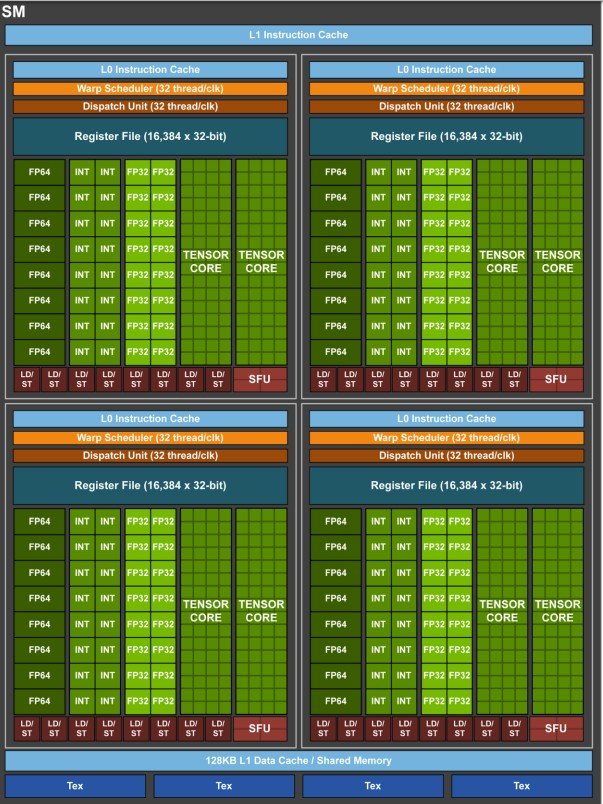 SM
L1 Instruction Cache
L0 Instruction Cache
Warp Scheduler (32 thread/clk)
Dispatch Unit (32 thread/clk)
Register File (16,384 x 32-bit)
FP64 INT INT FP32 FP32
FP64 INT INT FP32 FP32
FP64 INT INT FP32 FP32
FP64 INT INT FP32 FP32
TENSOR TENSOR
CORE CORE
FP64 INT INT FP32 FP32
FP64 INT INT FP32 FP32
FP64 INT INT FP32 FP32
FP64 INT INT FP32 FP32
LD/ LD/ LD/ LD/ LD/ LD/ LD/ LD/
ST ST ST ST ST ST ST ST
SFU
L0 Instruction Cache
Warp Scheduler (32 thread/clk)
Dispatch Unit (32 thread/clk)
Register File (16,384 x 32-bit)
FP64 INT INT FP32 FP32
FP64 INT INT FP32 FP32
FP64 INT INT FP32 FP32
FP64 INT INT FP32 FP32
TENSOR TENSOR
CORE CORE
FP64 INT INT FP32 FP32
FP64 INT INT FP32 FP32
FP64 INT INT FP32 FP32
FP64 INT INT FP32 FP32
LD/ LD/ LD/ LD/ LD/ LD/ LD/ LD/
ST ST ST ST ST ST ST ST
SFU
L0 Instruction Cache
Warp Scheduler (32 thread/clk)
Dispatch Unit (32 thread/clk)
Register File (16,384 x 32-bit)
FP64 INT INT FP32 FP32
FP64 INT INT FP32 FP32
FP64 INT INT FP32 FP32
FP64 INT INT FP32 FP32
TENSOR TENSOR
CORE CORE
FP64 INT INT FP32 FP32
FP64 INT INT FP32 FP32
FP64 INT INT FP32 FP32
FP64 INT INT FP32 FP32
LD/ LD/ LD/ LD/ LD/ LD/ LD/ LD/
ST ST ST ST ST ST ST ST
SFU
L0 Instruction Cache
Warp Scheduler (32 thread/clk)
Dispatch Unit (32 thread/clk)
Register File (16,384 x 32-bit)
FP64 INT INT FP32 FP32
FP64 INT INT FP32 FP32
FP64 INT INT FP32 FP32
FP64 INT INT FP32 FP32
TENSOR TENSOR
CORE CORE
FP64 INT INT FP32 FP32
FP64 INT INT FP32 FP32
FP64 INT INT FP32 FP32
FP64 INT INT FP32 FP32
LD/ LD/ LD/ LD/ LD/ LD/ LD/ LD/
ST ST ST ST ST ST ST ST
SFU
128KB L1 Data Cache / Shared Memory
Tex Tex Tex Tex